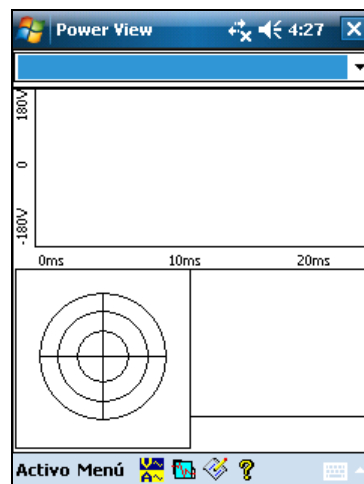 Power View 4:27
180V
0
-180V
0ms 10ms 20ms
Activo Menú V~ A~ ?